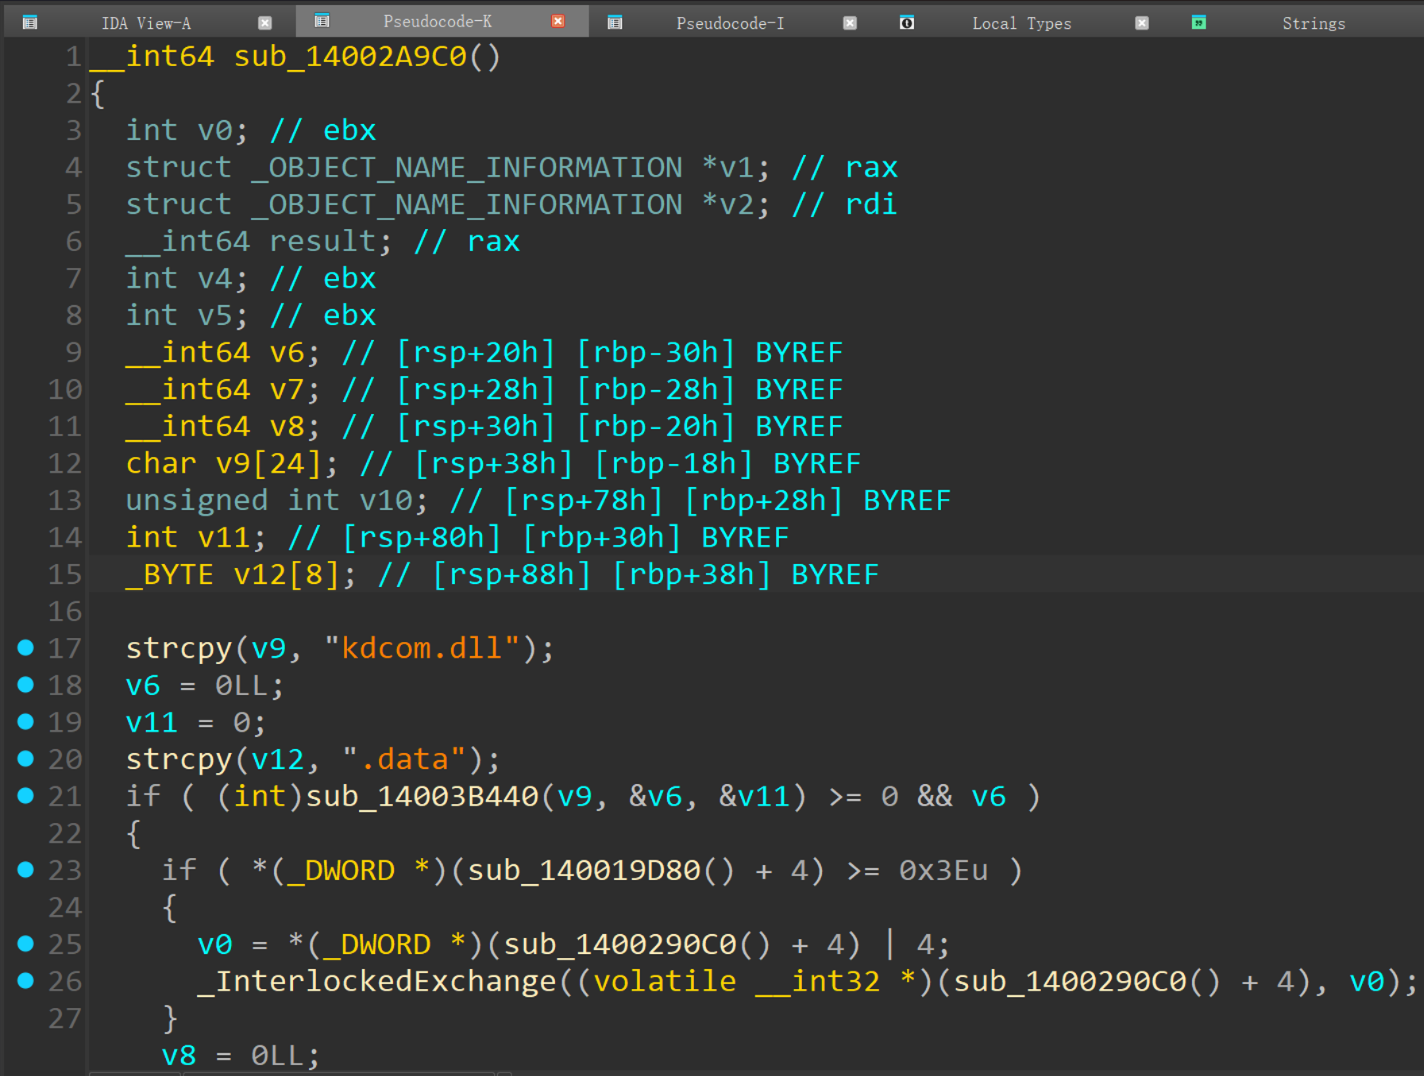 IDA View-A Pseudocode-K Pseudocode-I Local Types Strings
1 __int64 sub_14002A9C0()
2 {
3 int v0; // ebx
4 struct _OBJECT_NAME_INFORMATION *v1; // rax
5 struct _OBJECT_NAME_INFORMATION *v2; // rdi
6 __int64 result; // rax
7 int v4; // ebx
8 int v5; // ebx
9 __int64 v6; // [rsp+20h] [rbp-30h] BYREF
10 __int64 v7; // [rsp+28h] [rbp-28h] BYREF
11 __int64 v8; // [rsp+30h] [rbp-20h] BYREF
12 char v9[24]; // [rsp+38h] [rbp-18h] BYREF
13 unsigned int v10; // [rsp+78h] [rbp+28h] BYREF
14 int v11; // [rsp+80h] [rbp+30h] BYREF
15 _BYTE v12[8]; // [rsp+88h] [rbp+38h] BYREF
16
17 strcpy(v9, "kdcom.dll");
18 v6 = 0LL;
19 v11 = 0;
20 strcpy(v12, ".data");
21 if ( (int)sub_14003B440(v9, &v6, &v11) >= 0 && v6 )
22 {
23 if ( *(_DWORD *)(sub_140019D80() + 4) >= 0x3Eu )
24 {
25 v0 = *(_DWORD *)(sub_1400290C0() + 4) | 4;
26 _InterlockedExchange((volatile __int32 *)(sub_1400290C0() + 4), v0);
27 }
v8 = 0LL;